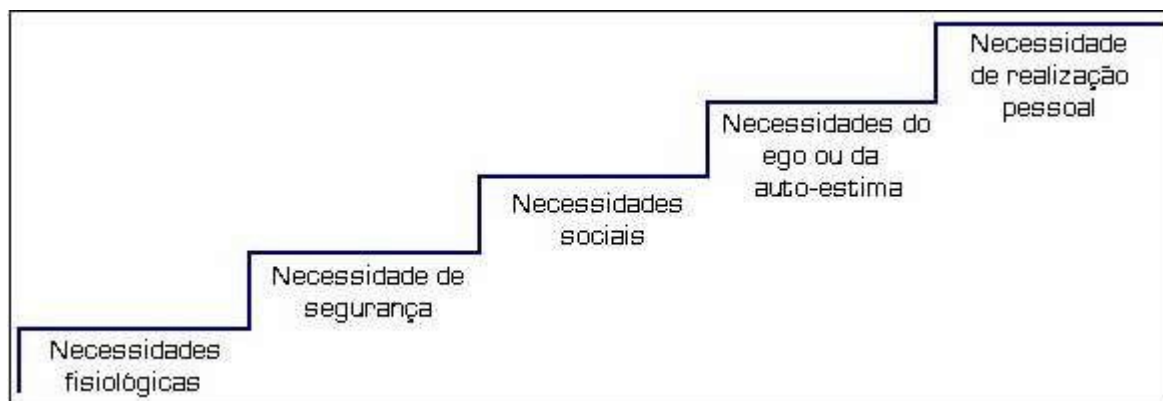 Necessidade
de realização
pessoal
Necessidades do
ego ou da
auto-estima
Necessidades
sociais
Necessidade de
segurança
Necessidades
fisiológicas